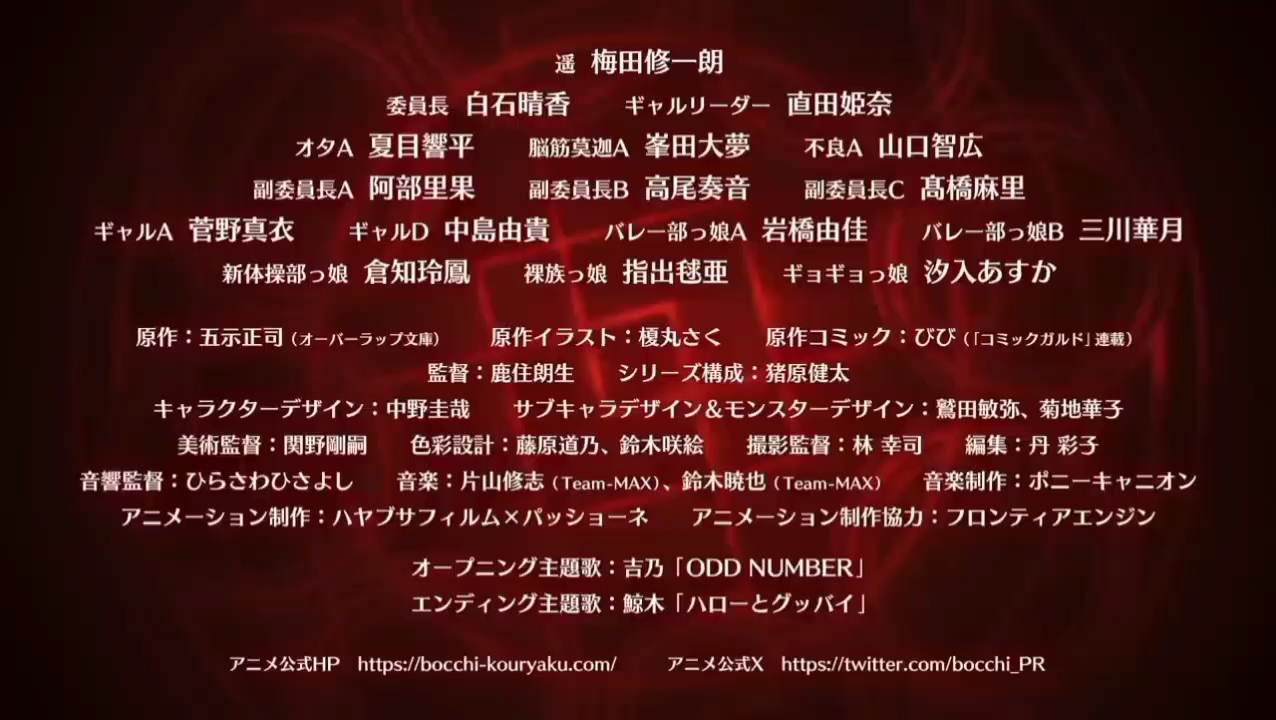 遥 梅田修一朗
委員長 白石晴香 ギャルリーダー 直田姫奈
オタA 夏目響平 脳筋莫迦A 峯田大夢 不良A 山口智広
副委員長A 阿部里果 副委員長B 高尾奏音 副委員長C 髙橋麻里
ギャルA 菅野真衣 ギャルD 中島由貴 バレー部っ娘A 岩橋由佳 バレー部っ娘B 三川華月
新体操部っ娘 倉知玲鳳 裸族っ娘 指出毬亜 ギョギョっ娘 汐入あすか
原作：五示正司（オーバーラップ文庫） 原作イラスト：榎丸さく 原作コミック：びび（「コミックガルド」連載）
監督：鹿住朗生 シリーズ構成：猪原健太
キャラクターデザイン：中野圭哉 サブキャラデザイン＆モンスターデザイン：鷲田敏弥、菊地華子
美術監督：関野剛嗣 色彩設計：藤原道乃、鈴木咲絵 撮影監督：林 幸司 編集：丹 彩子
音響監督：ひらさわひさよし 音楽：片山修志（Team-MAX）、鈴木暁也（Team-MAX） 音楽制作：ポニーキャニオン
アニメーション制作：ハヤブサフィルム×パッショーネ アニメーション制作協力：フロンティアエンジン
オープニング主題歌：吉乃「ODD NUMBER」
エンディング主題歌：鯨木「ハローとグッバイ」
アニメ公式HP https://bocchi-kouryaku.com/ アニメ公式X https://twitter.com/bocchi_PR